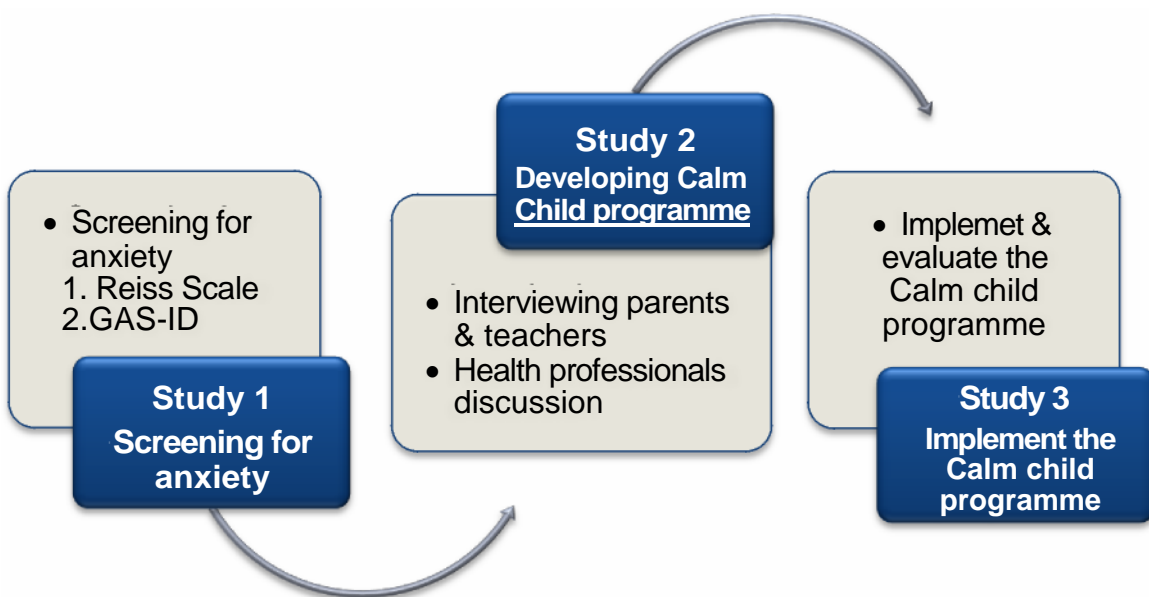 • Screening for
anxiety
1. Reiss Scale
2.GAS-ID
Study 1
Screening for
anxiety
Study 2
Developing Calm
Child programme
• Interviewing parents
& teachers
• Health professionals
discussion
• Implemet &
evaluate the
Calm child
programme
Study 3
Implement the
Calm child
programme